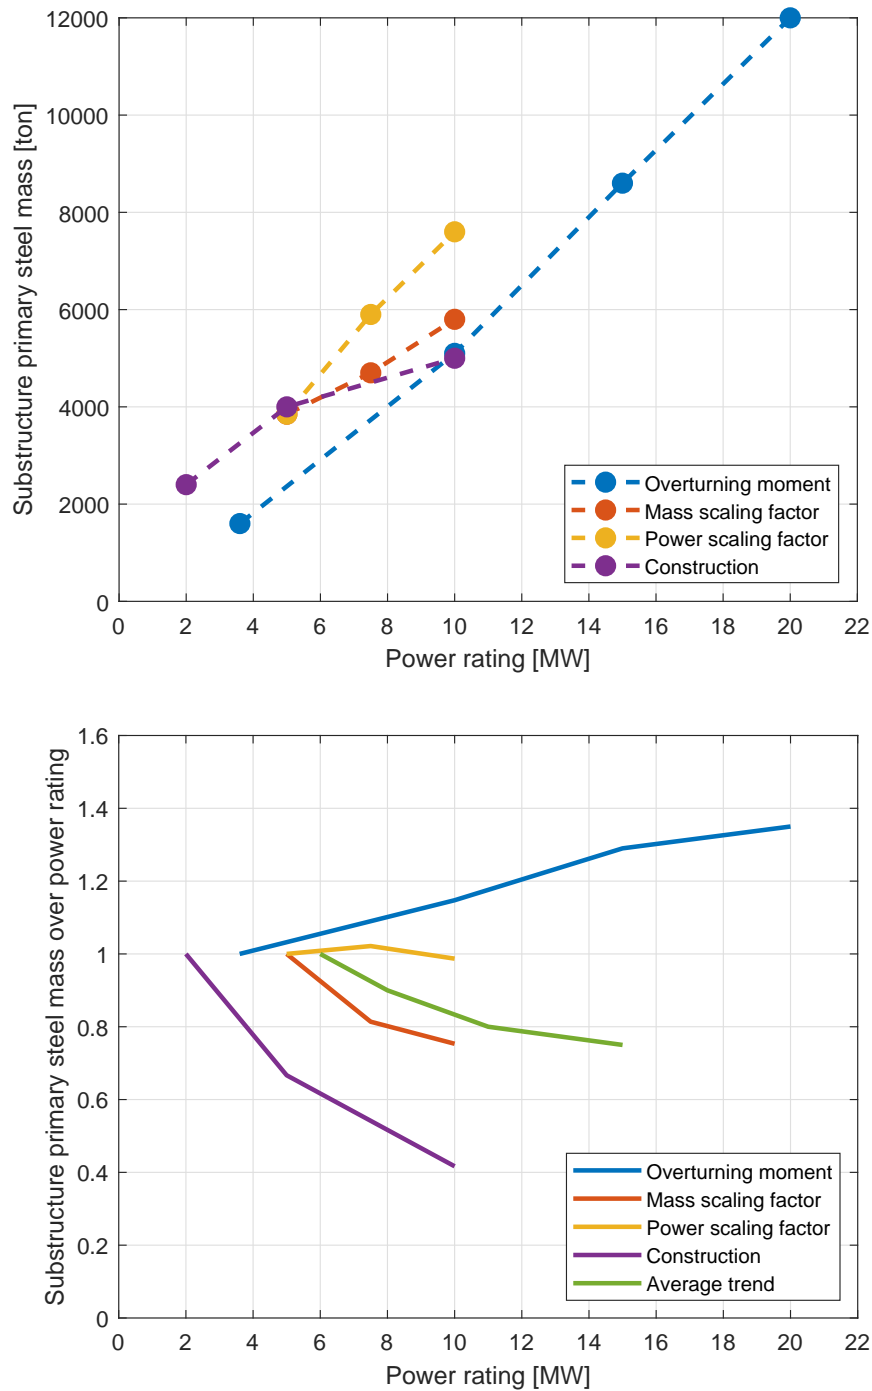 12000
10000
8000
6000
4000
2000
0
Substructure primary steel mass [ton]
0 2 4 6 8 10 12 14 16 18 20 22
Power rating [MW]
Overturning moment
Mass scaling factor
Power scaling factor
Construction
1.6
1.4
1.2
1
0.8
0.6
0.4
0.2
0
Substructure primary steel mass over power rating
0 2 4 6 8 10 12 14 16 18 20 22
Power rating [MW]
Overturning moment
Mass scaling factor
Power scaling factor
Construction
Average trend